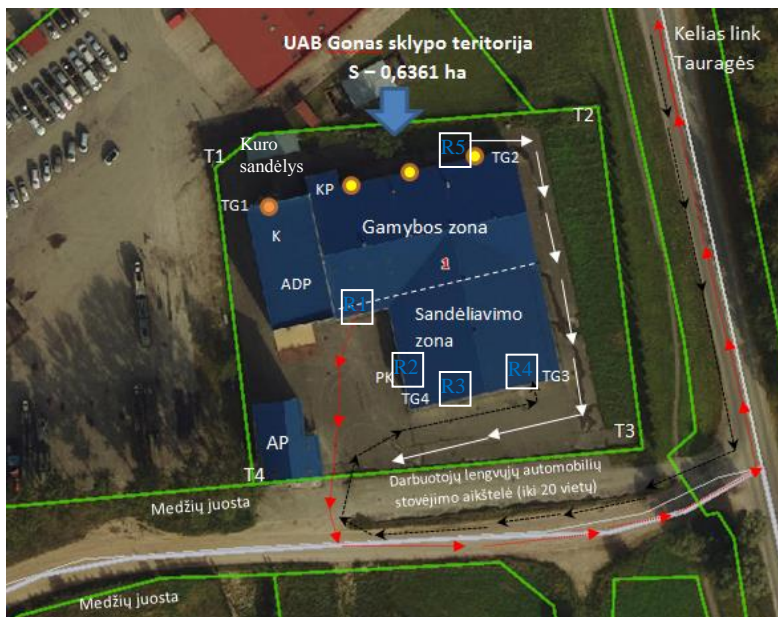 UAB Gonas sklypo teritorija
S – 0,6361 ha
Kelias link
Tauragės
T2
Kuro
sandėlys
T1
R5
TG2
KP
TG1
K
Gamybos zona
1
ADP
R1
Sandėliavimo
zona
R2
R4
PK
R3
TG3
TG4
AP
T3
T4
Darbuotojų lengvųjų automobilių
stovėjimo aikštelė (iki 20 vietų)
Medžių juosta
Medžių juosta